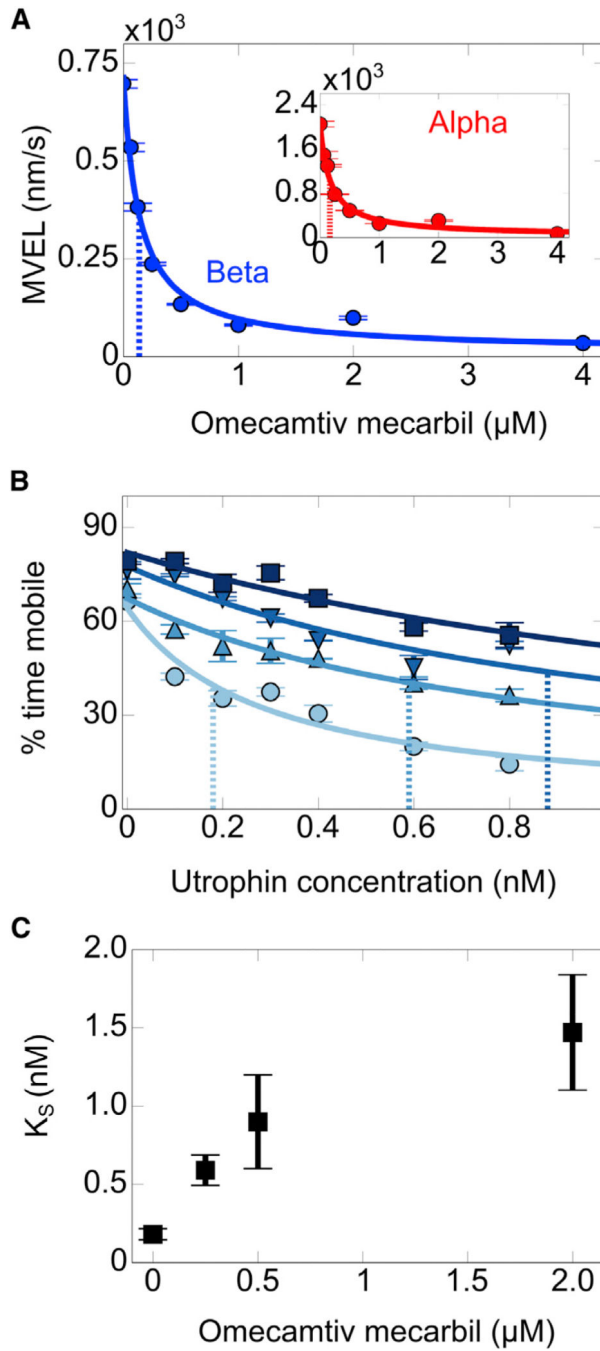 A
x10³
0.75
0.5
0.25
0
MVEL (nm/s)
Beta
x10³
2.4
1.6
0.8
0
Alpha
0 1 2 3 4
0 1 2 3 4
Omecamtiv mecarbil (µM)
B
90
60
30
0
% time mobile
0 0.2 0.4 0.6 0.8
Utrophin concentration (nM)
C
2.0
1.5
1.0
0.5
0
K_S (nM)
0 0.5 1 1.5 2.0
Omecamtiv mecarbil (µM)